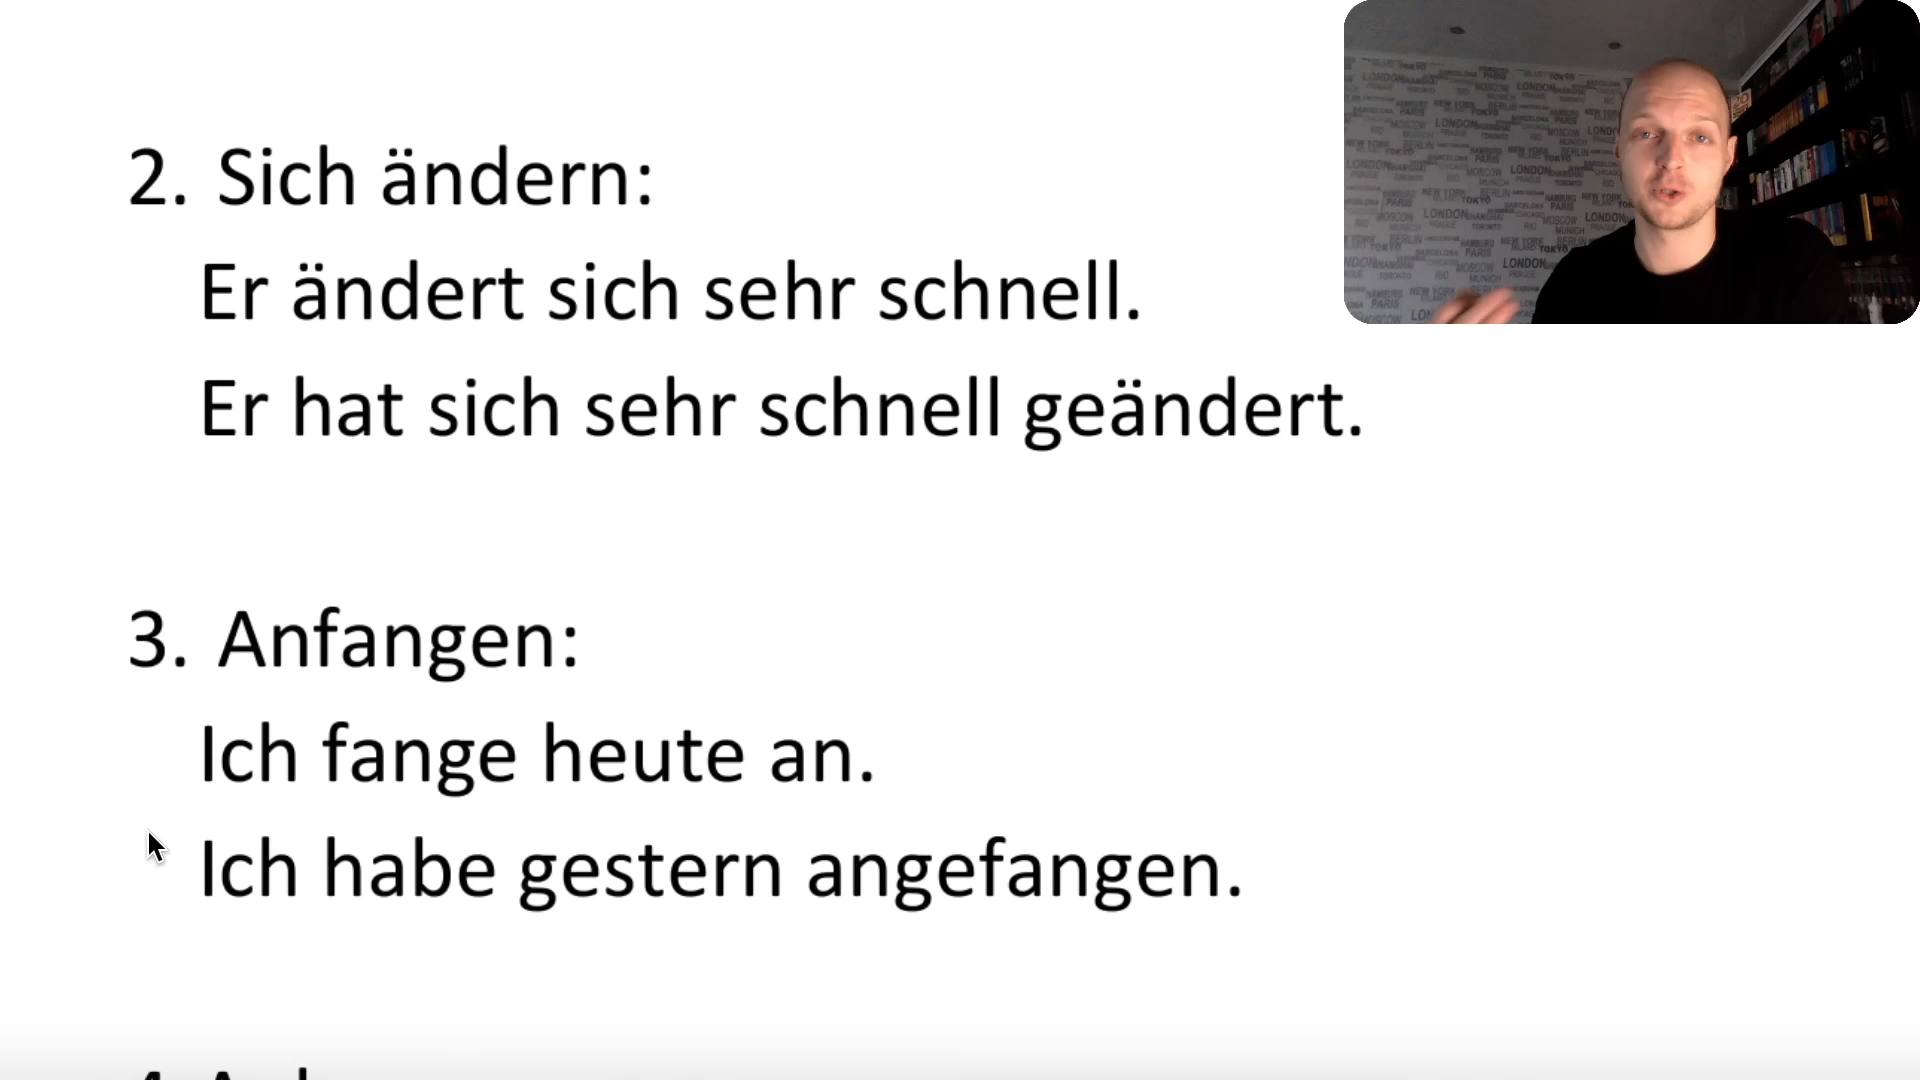 2. Sich ändern:
Er ändert sich sehr schnell.
Er hat sich sehr schnell geändert.
3. Anfangen:
Ich fange heute an.
Ich habe gestern angefangen.